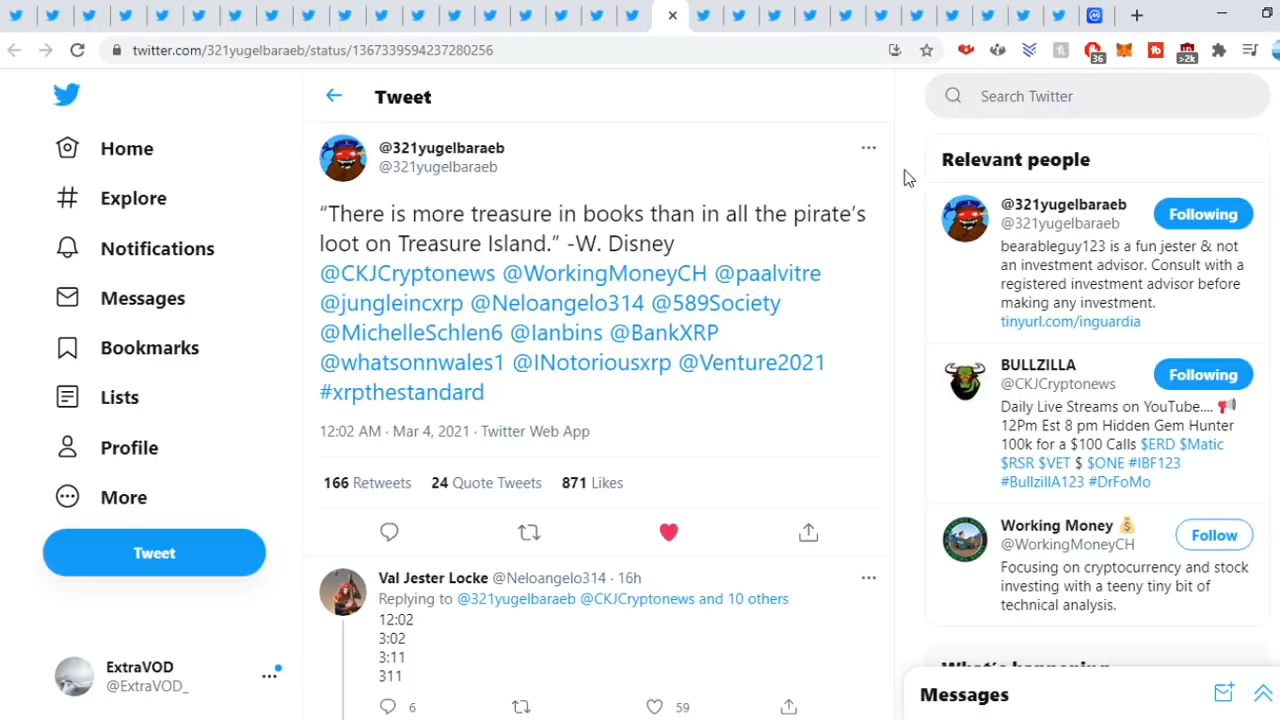 twitter.com/321yugelbaraeb/status/1367339594237280256
36
>2k
Home
Explore
Notifications
Messages
Bookmarks
Lists
Profile
More
Tweet
ExtraVOD
@ExtraVOD_
Tweet
@321yugelbaraeb
@321yugelbaraeb
“There is more treasure in books than in all the pirate’s
loot on Treasure Island.” -W. Disney
@CKJCryptonews @WorkingMoneyCH @paalvitre
@jungleincxrp @Neloangelo314 @589Society
@MichelleSchlen6 @Ianbins @BankXRP
@whatsonnwales1 @INotoriousxrp @Venture2021
#xrpthestandard
12:02 AM · Mar 4, 2021 · Twitter Web App
166 Retweets 24 Quote Tweets 871 Likes
Val Jester Locke @Neloangelo314 · 16h
Replying to @321yugelbaraeb @CKJCryptonews and 10 others
12:02
3:02
3:11
311
6 59
Search Twitter
Relevant people
@321yugelbaraeb
@321yugelbaraeb
Following
bearableguy123 is a fun jester & not
an investment advisor. Consult with a
registered investment advisor before
making any investment.
tinyurl.com/inguardia
BULLZILLA
@CKJCryptonews
Following
Daily Live Streams on YouTube....
12Pm Est 8 pm Hidden Gem Hunter
100k for a $100 Calls $ERD $Matic
$RSR $VET $ $ONE #IBF123
#BullzillA123 #DrFoMo
Working Money
@WorkingMoneyCH
Follow
Focusing on cryptocurrency and stock
investing with a teeny tiny bit of
technical analysis.
What's happening
Messages